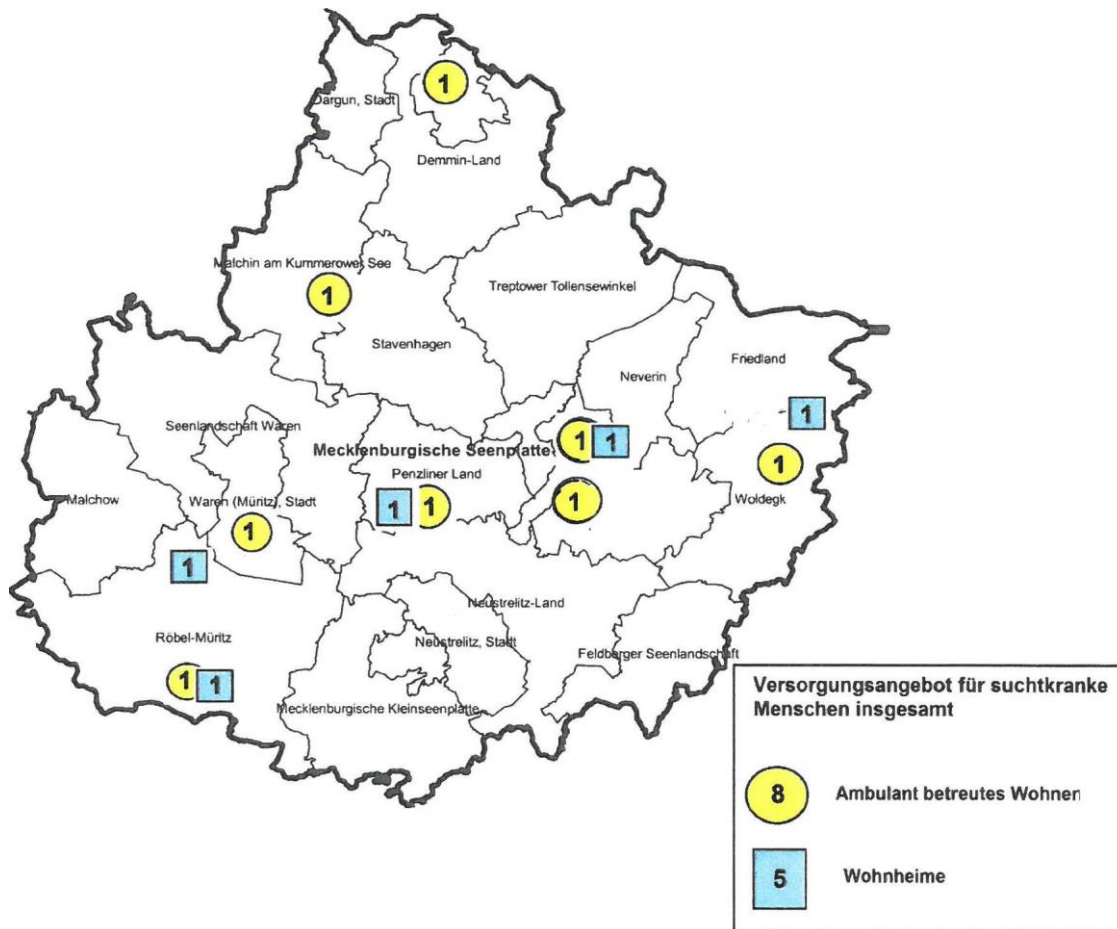 1
Dargun, Stadt
Demmin-Land
Malchin am Kummerower See
1
Treptower Tollensewinkel
Stavenhagen
Friedland
Neverin
1
Seenlandschaft Waren
1 1
Mecklenburgische Seenplatte
Penzliner Land
1
Malchow
Waren (Müritz), Stadt
1 1
1
Woldegk
1
1
Neustrelitz-Land
Röbel-Müritz
Neustrelitz, Stadt
Feldberger Seenlandschaft
1 1
Mecklenburgische Kleinseenplatte
Versorgungsangebot für suchtkranke
Menschen insgesamt
8 Ambulant betreutes Wohnen
5 Wohnheime